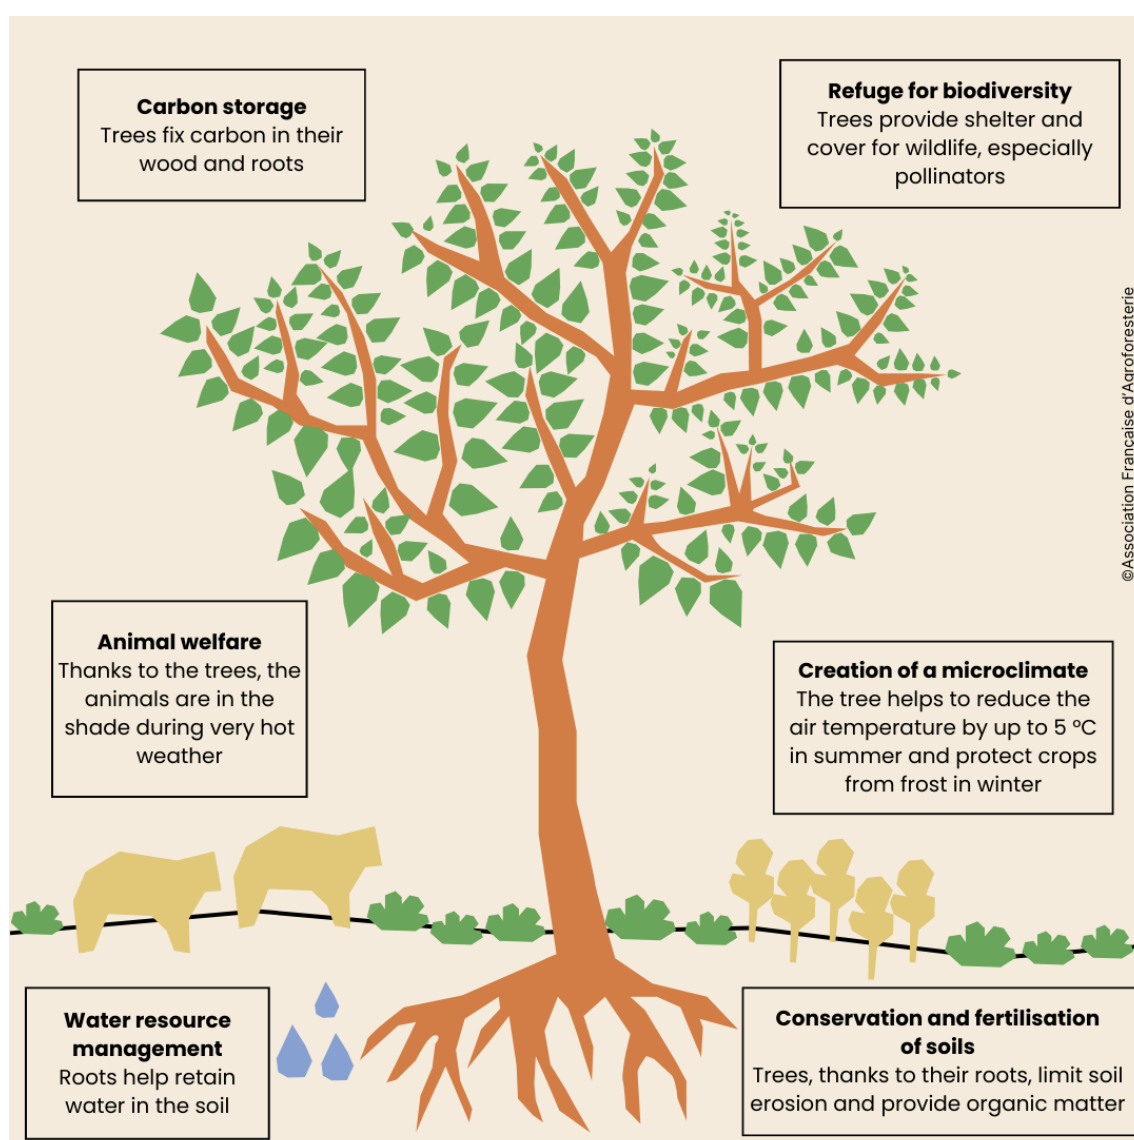 Carbon storage
Trees fix carbon in their
wood and roots
Refuge for biodiversity
Trees provide shelter and
cover for wildlife, especially
pollinators
©Association Francaise d'Agroforesterie
Animal welfare
Thanks to the trees, the
animals are in the
shade during very hot
weather
Creation of a microclimate
The tree helps to reduce the
air temperature by up to 5 ºC
in summer and protect crops
from frost in winter
Water resource
management
Roots help retain
water in the soil
Conservation and fertilisation
of soils
Trees, thanks to their roots, limit soil
erosion and provide organic matter